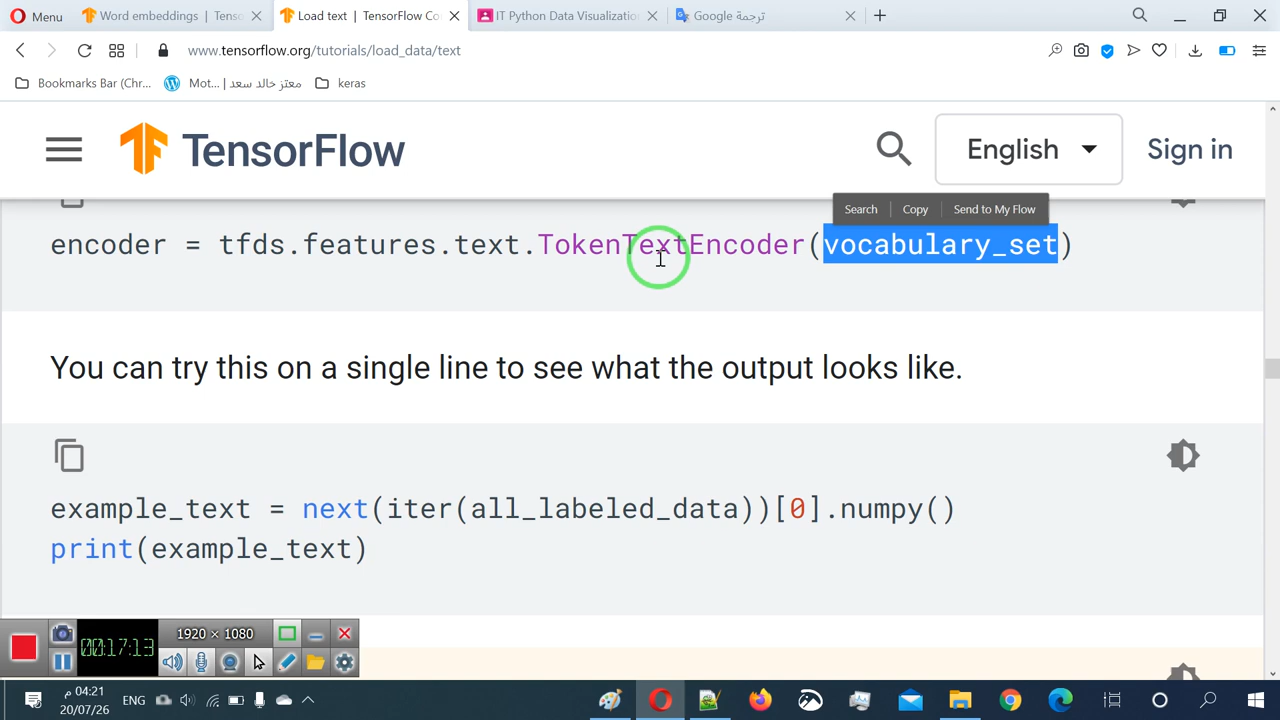 Menu
Word embeddings | Tens
Load text | TensorFlow Co
IT Python Data Visualizatio
ترجمة Google
www.tensorflow.org/tutorials/load_data/text
Bookmarks Bar (Chr...
Mot... | معتز خالد سعد
keras
TensorFlow
English
Sign in
Search
Copy
Send to My Flow
encoder = tfds.features.text.TokenTextEncoder(vocabulary_set)
You can try this on a single line to see what the output looks like.
example_text = next(iter(all_labeled_data))[0].numpy()
print(example_text)
00:17:13
1920 × 1080
04:21 م
20/07/26
ENG